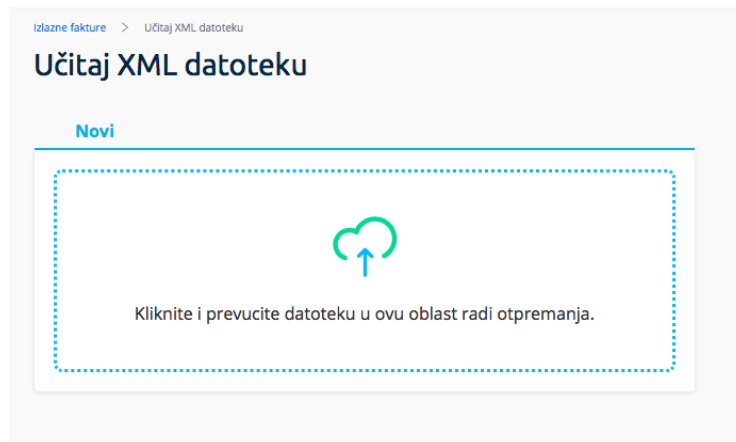 Izlazne fakture > Učitaj XML datoteku
Učitaj XML datoteku
Novi
Kliknite i prevucite datoteku u ovu oblast radi otpremanja.